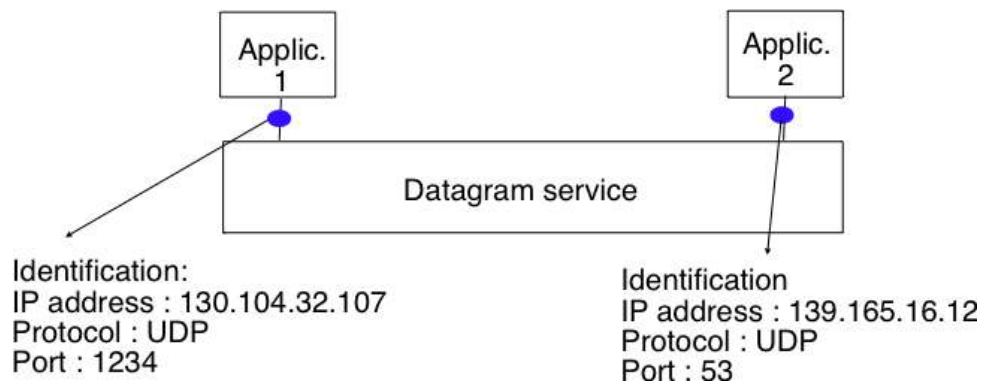 Applic.
1
Applic.
2
Datagram service
Identification:
IP address : 130.104.32.107
Protocol : UDP
Port : 1234
Identification
IP address : 139.165.16.12
Protocol : UDP
Port : 53